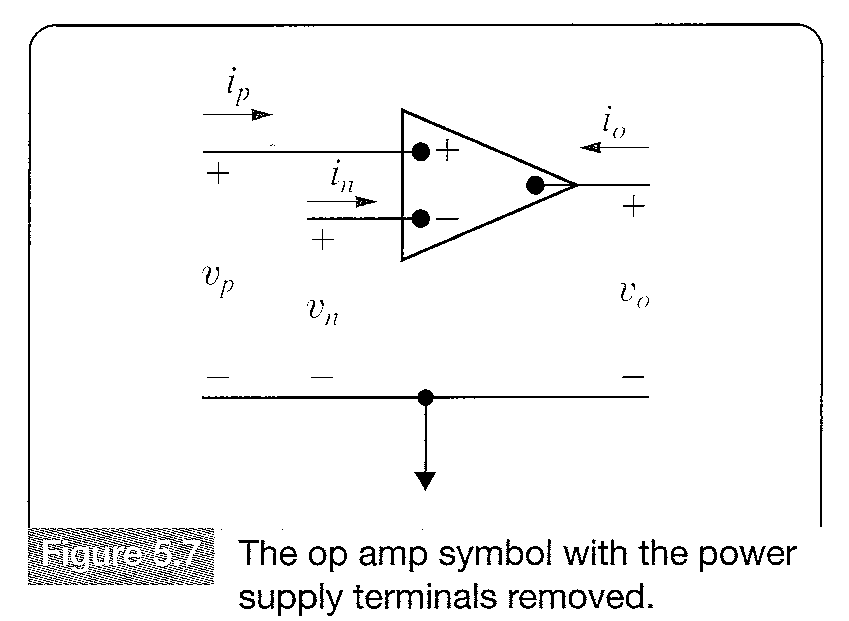 i_p
i_o
+
+
i_n
+
−
+
+
v_p
v_n
v_o
− − −
Figure 5.7 The op amp symbol with the power
supply terminals removed.